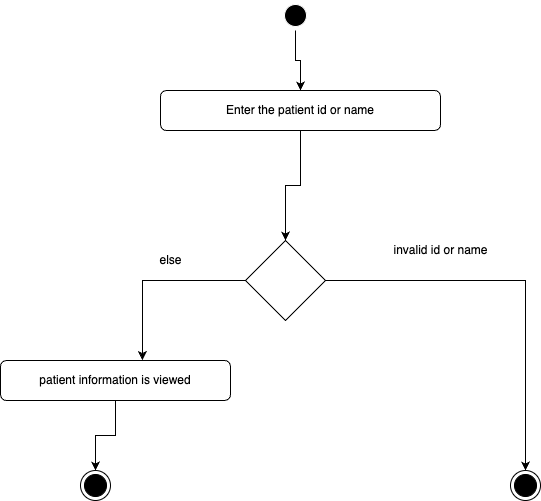 Enter the patient id or name
invalid id or name
else
patient information is viewed